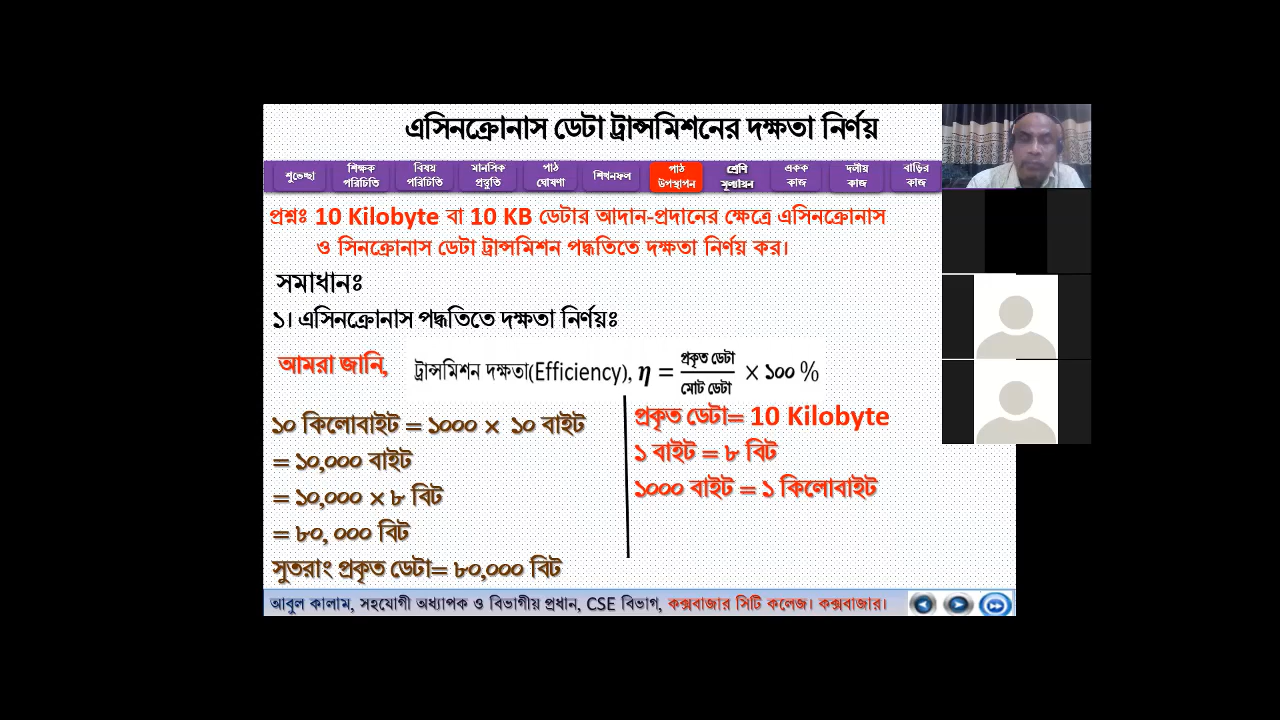 এসিনক্রোনাস ডেটা ট্রান্সমিশনের দক্ষতা নির্ণয়
শুভেচ্ছা
শিক্ষক পরিচিতি
বিষয় পরিচিতি
মানসিক প্রস্তুতি
পাঠ ঘোষণা
শিখনফল
পাঠ উপস্থাপন
শ্রেণি মূল্যায়ন
একক কাজ
দলীয় কাজ
বাড়ির কাজ
প্রশ্নঃ 10 Kilobyte বা 10 KB ডেটার আদান-প্রদানের ক্ষেত্রে এসিনক্রোনাস
ও সিনক্রোনাস ডেটা ট্রান্সমিশন পদ্ধতিতে দক্ষতা নির্ণয় কর।
সমাধানঃ
১। এসিনক্রোনাস পদ্ধতিতে দক্ষতা নির্ণয়ঃ
আমরা জানি, ট্রান্সমিশন দক্ষতা(Efficiency), η = প্রকৃত ডেটা / মোট ডেটা × ১০০ %
১০ কিলোবাইট = ১০০০ × ১০ বাইট
= ১০,০০০ বাইট
= ১০,০০০ × ৮ বিট
= ৮০, ০০০ বিট
সুতরাং প্রকৃত ডেটা= ৮০,০০০ বিট
প্রকৃত ডেটা= 10 Kilobyte
১ বাইট = ৮ বিট
১০০০ বাইট = ১ কিলোবাইট
আবুল কালাম, সহযোগী অধ্যাপক ও বিভাগীয় প্রধান, CSE বিভাগ, কক্সবাজার সিটি কলেজ। কক্সবাজার।